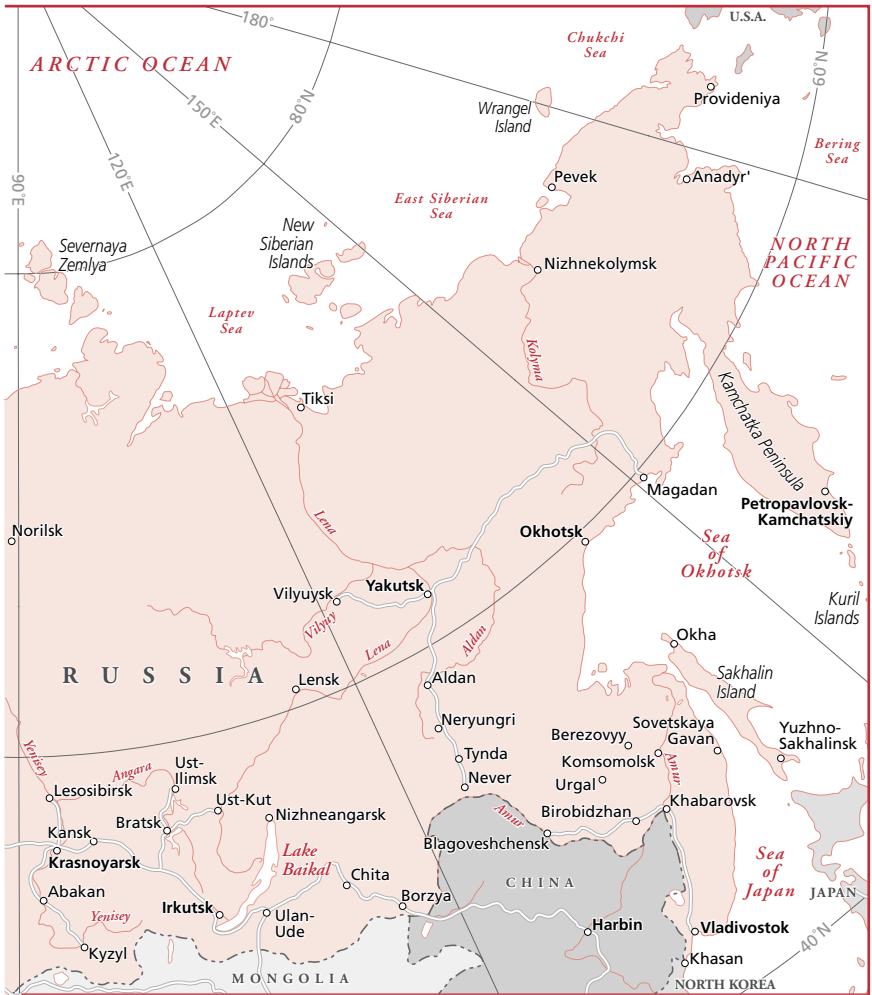 U.S.A.
180°
Chukchi
Sea
ARCTIC OCEAN
60°N
80°N
150°E
Provideniya
Wrangel
Island
Bering
Sea
120°E
90°E
Pevek
Anadyr'
East Siberian
Sea
New
Siberian
Islands
Severnaya
Zemlya
NORTH
PACIFIC
OCEAN
Nizhnekolymsk
Laptev
Sea
Kolyma
Tiksi
Kamchatka Peninsula
Magadan
Petropavlovsk-
Kamchatskiy
Lena
Norilsk
Okhotsk
Sea
of
Okhotsk
Yakutsk
Vilyuysk
Kuril
Islands
Vilyuy
Aldan
Lena
Okha
RUSSIA
Lensk
Aldan
Sakhalin
Island
Neryungri
Sovetskaya
Gavan
Berezovyy
Yuzhno-
Sakhalinsk
Yenisey
Tynda
Komsomolsk
Amur
Ust-
Ilimsk
Angara
Never
Urgal
Lesosibirsk
Ust-Kut
Nizhneangarsk
Amur
Birobidzhan
Khabarovsk
Bratsk
Kansk
Blagoveshchensk
Krasnoyarsk
Lake
Baikal
Sea
of
Japan
Chita
CHINA
JAPAN
Abakan
Borzya
Irkutsk
Yenisey
Ulan-
Ude
Harbin
Vladivostok
40°N
Kyzyl
Khasan
MONGOLIA
NORTH KOREA